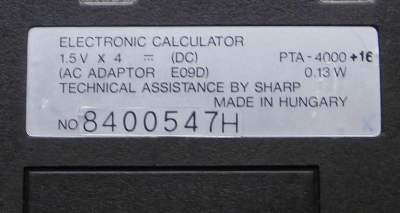 ELECTRONIC CALCULATOR
1.5V X 4 ⎓ (DC) PTA-4000+16
(AC ADAPTOR E09D) 0.13 W
TECHNICAL ASSISTANCE BY SHARP
MADE IN HUNGARY
NO 8400547H